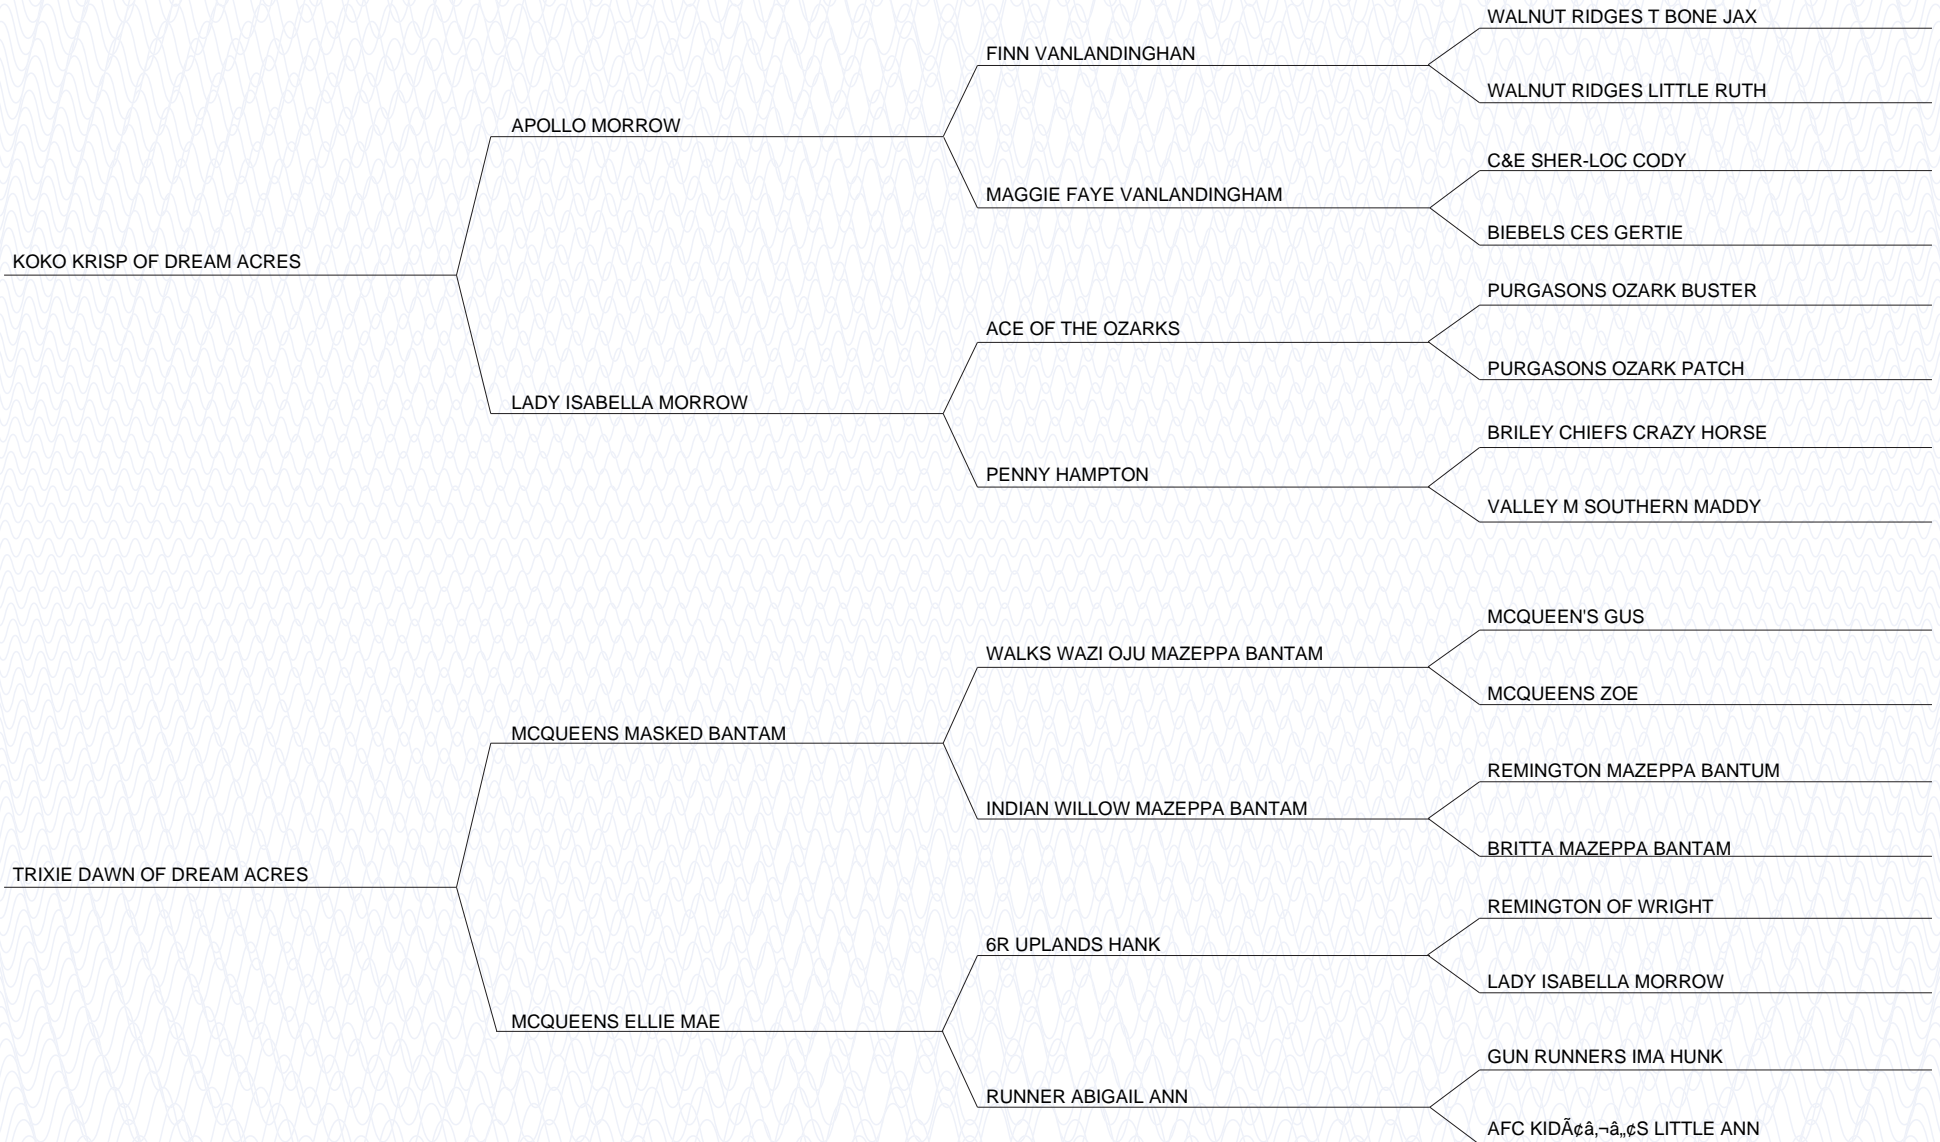 WALNUT RIDGES T BONE JAX
FINN VANLANDINGHAN
WALNUT RIDGES LITTLE RUTH
APOLLO MORROW
C&E SHER-LOC CODY
MAGGIE FAYE VANLANDINGHAM
BIEBELS CES GERTIE
KOKO KRISP OF DREAM ACRES
PURGASONS OZARK BUSTER
ACE OF THE OZARKS
PURGASONS OZARK PATCH
LADY ISABELLA MORROW
BRILEY CHIEFS CRAZY HORSE
PENNY HAMPTON
VALLEY M SOUTHERN MADDY
MCQUEEN'S GUS
WALKS WAZI OJU MAZEPPA BANTAM
MCQUEENS ZOE
MCQUEENS MASKED BANTAM
REMINGTON MAZEPPA BANTUM
INDIAN WILLOW MAZEPPA BANTAM
BRITTA MAZEPPA BANTAM
TRIXIE DAWN OF DREAM ACRES
REMINGTON OF WRIGHT
6R UPLANDS HANK
LADY ISABELLA MORROW
MCQUEENS ELLIE MAE
GUN RUNNERS IMA HUNK
RUNNER ABIGAIL ANN
AFC KIDÃ¢â‚¬â„¢S LITTLE ANN